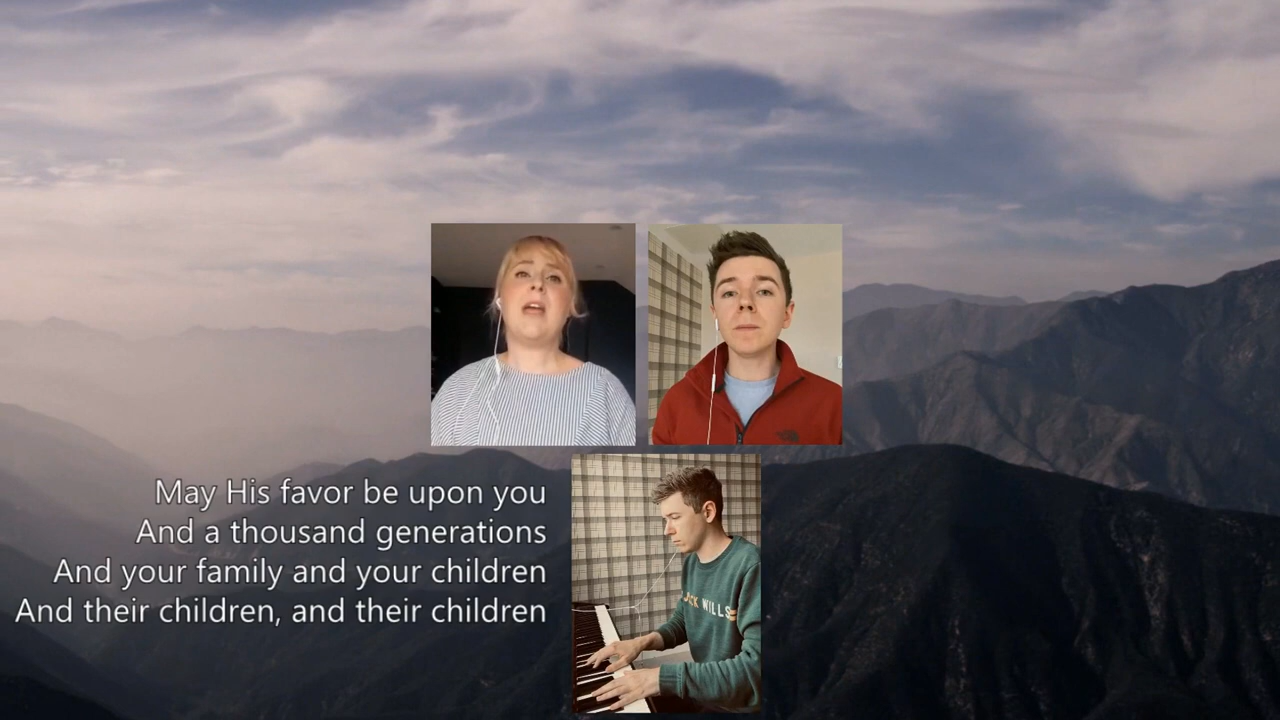 May His favor be upon you
And a thousand generations
And your family and your children
And their children, and their children
WILLS